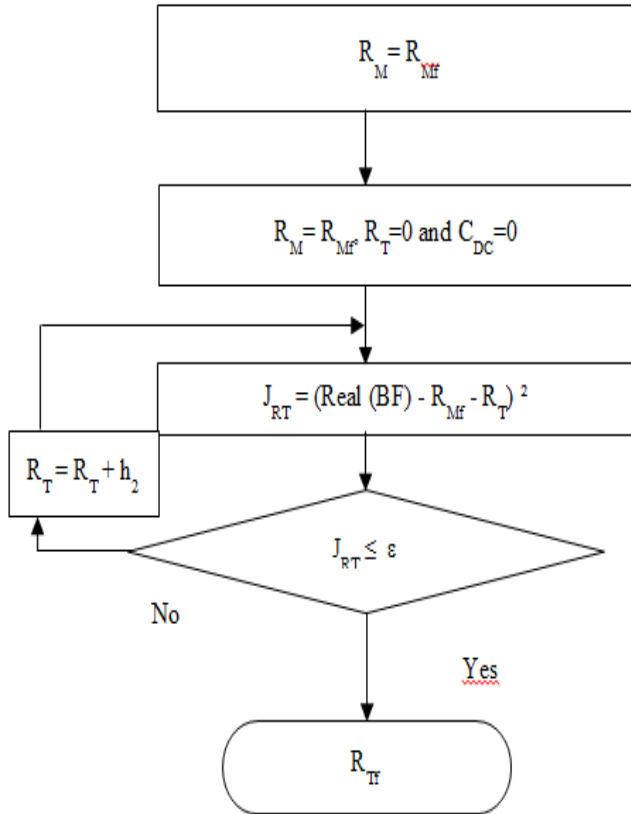 R_M = R_Mf
R_M = R_Mf, R_T=0 and C_DC=0
J_RT = (Real (BF) - R_Mf - R_T) ²
R_T = R_T + h_2
J_RT ≤ ε
No
Yes
R_Tf